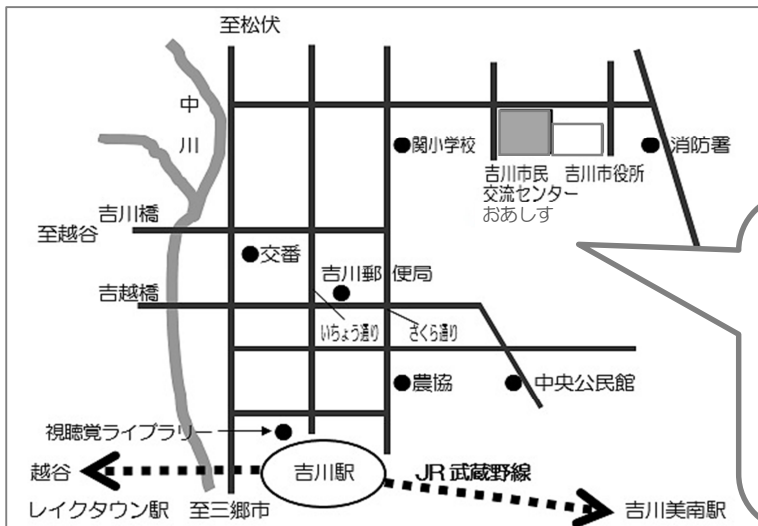 至松伏
中
川
関小学校
消防署
吉川市民
交流センター
おあしす
吉川市役所
吉川橋
至越谷
交番
吉川郵便局
吉越橋
いちょう通り
さくら通り
農協
中央公民館
視聴覚ライブラリー
越谷
レイクタウン駅
至三郷市
吉川駅
JR武蔵野線
吉川美南駅